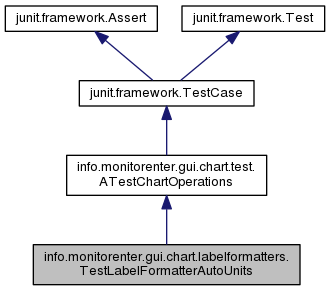 junit.framework.Assert
junit.framework.Test
junit.framework.TestCase
info.monitorenter.gui.chart.test.
ATestChartOperations
info.monitorenter.gui.chart.labelformatters.
TestLabelFormatterAutoUnits